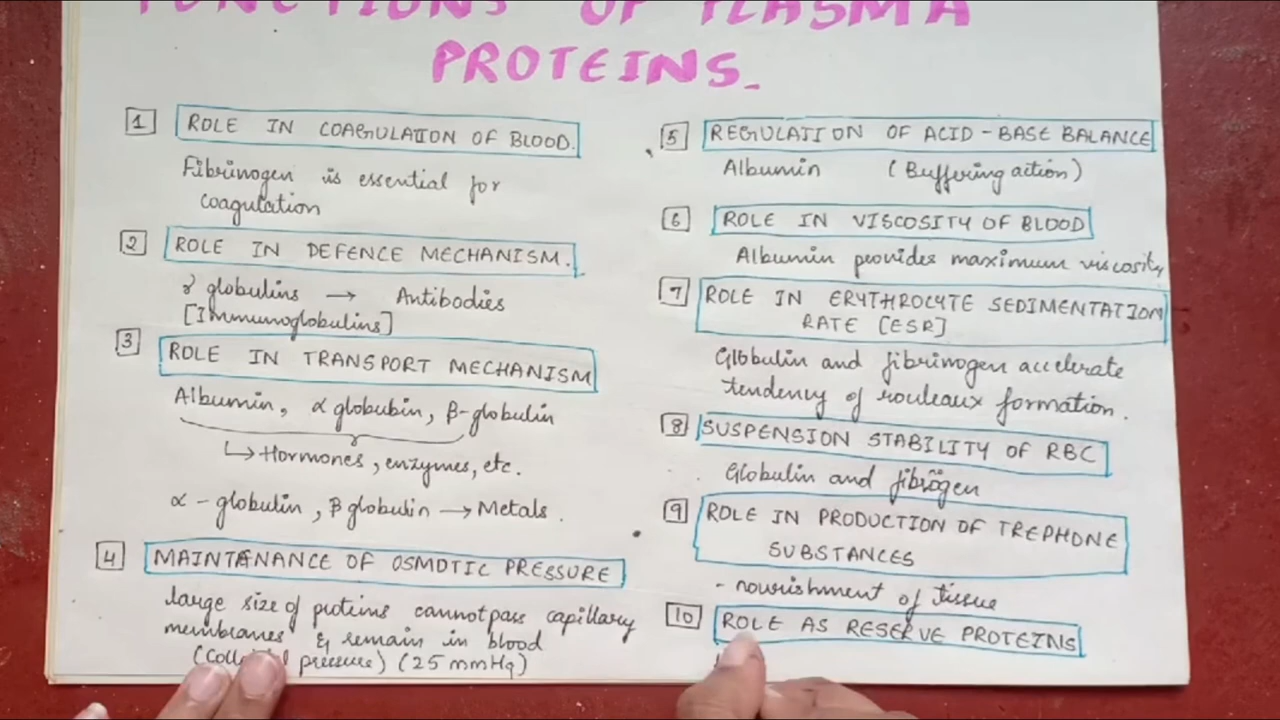 FUNCTIONS OF PLASMA
PROTEINS.
1 ROLE IN COAGULATION OF BLOOD.
Fibrinogen is essential for
coagulation
2 ROLE IN DEFENCE MECHANISM.
γ globulins → Antibodies
[Immunoglobulins]
3 ROLE IN TRANSPORT MECHANISM
Albumin, α globubin, β-globulin
↳ Hormones, enzymes, etc.
α - globulin, β globulin → Metals.
4 MAINTENANCE OF OSMOTIC PRESSURE
large size of proteins cannot pass capillary
membranes & remain in blood
pressure) (25 mmHg)
5 REGULATION OF ACID-BASE BALANCE
Albumin (Buffering action)
6 ROLE IN VISCOSITY OF BLOOD
Albumin provides maximum viscosity
7 ROLE IN ERYTHROCYTE SEDIMENTATION
RATE [ESR]
Globulin and fibrinogen accelerate
tendency of rouleaux formation.
8 SUSPENSION STABILITY OF RBC
Globulin and
9 ROLE IN PRODUCTION OF TREPHONE
SUBSTANCES
- nourishment of tissue
10 ROLE AS RESERVE PROTEINS